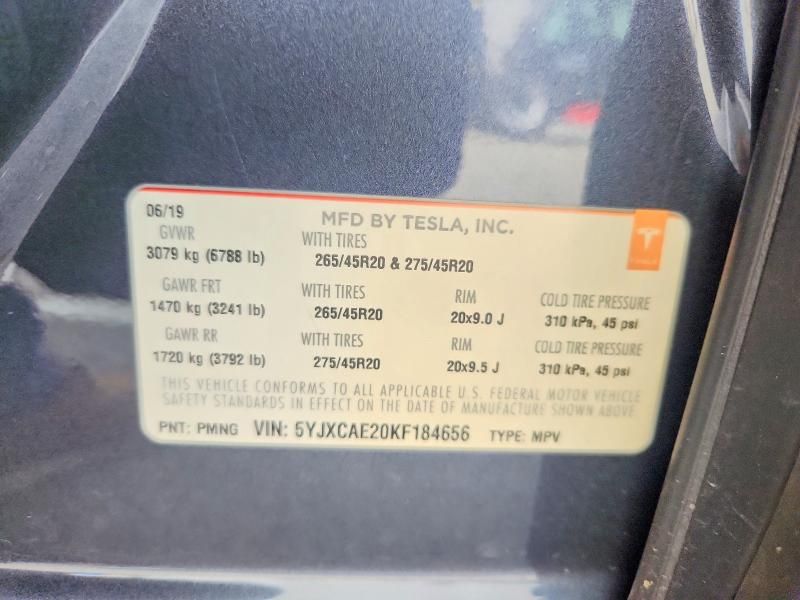 06/19 MFD BY TESLA, INC.
TESLA
GVWR WITH TIRES
3079 kg (6788 lb) 265/45R20 & 275/45R20
GAWR FRT WITH TIRES RIM COLD TIRE PRESSURE
1470 kg (3241 lb) 265/45R20 20x9.0 J 310 kPa, 45 psi
GAWR RR WITH TIRES RIM COLD TIRE PRESSURE
1720 kg (3792 lb) 275/45R20 20x9.5 J 310 kPa, 45 psi
THIS VEHICLE CONFORMS TO ALL APPLICABLE U.S. FEDERAL MOTOR VEHICLE
SAFETY STANDARDS IN EFFECT ON THE DATE OF MANUFACTURE SHOWN ABOVE
PNT: PMNG VIN: 5YJXCAE20KF184656 TYPE: MPV